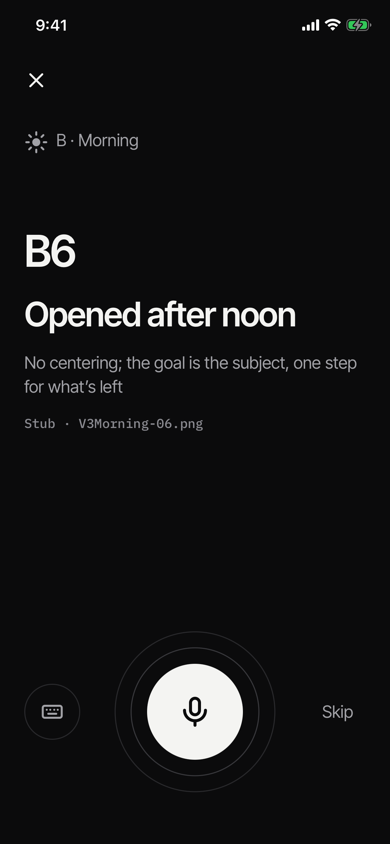 9:41
B · Morning
B6
Opened after noon
No centering; the goal is the subject, one step
for what’s left
Stub · V3Morning-06.png
Skip